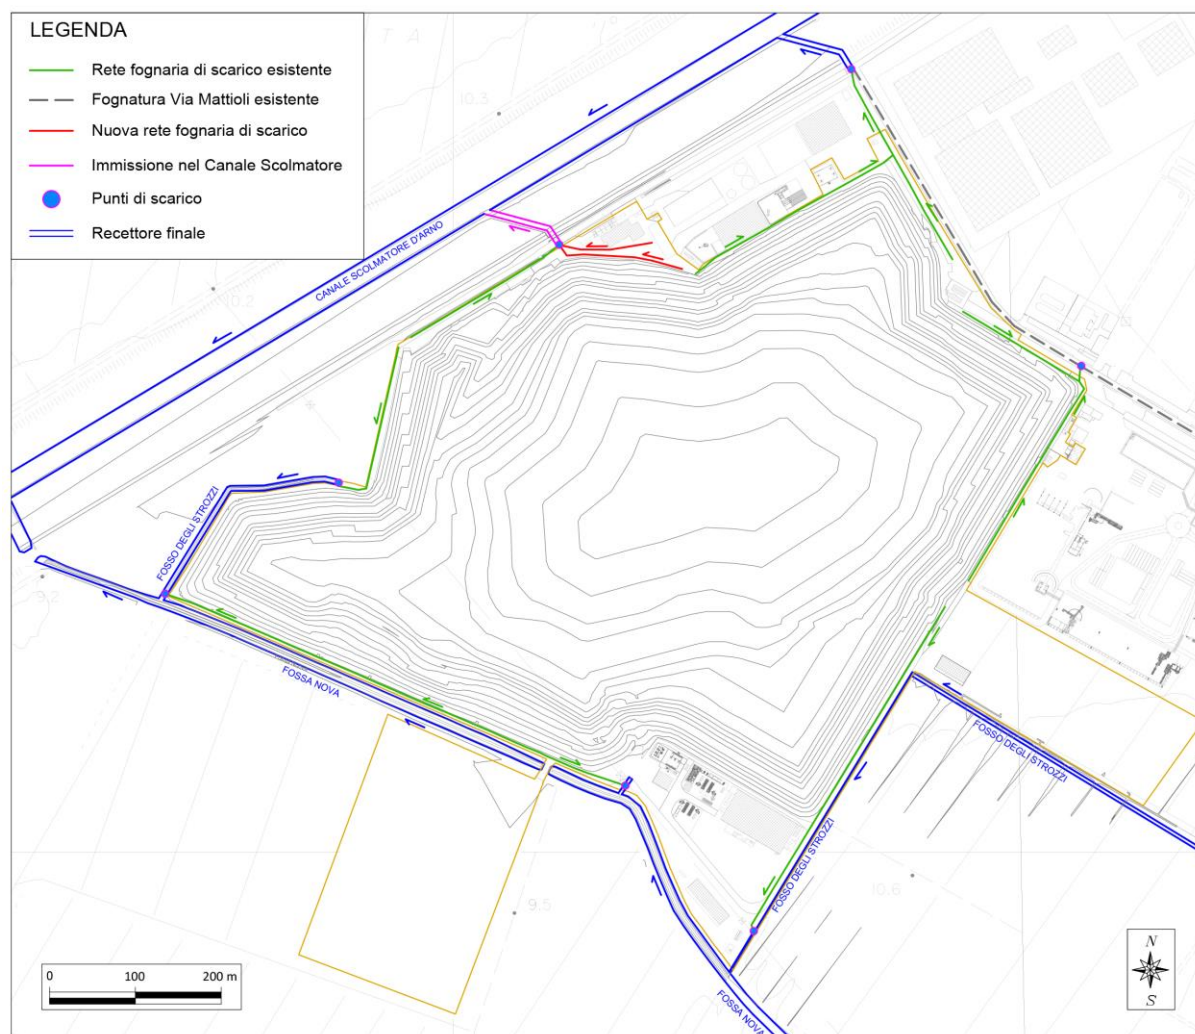 LEGENDA
Rete fognaria di scarico esistente
Fognatura Via Mattioli esistente
Nuova rete fognaria di scarico
Immissione nel Canale Scolmatore
Punti di scarico
Recettore finale
T A
10.3
CANALE SCOLMATORE D'ARNO
10.2
FOSSO DEGLI STROZZI
9.2
FOSSA NOVA
FOSSO DEGLI STROZZI
FOSSO DEGLI STROZZI
10.6
9.5
FOSSA NOVA
0 100 200 m
N
S